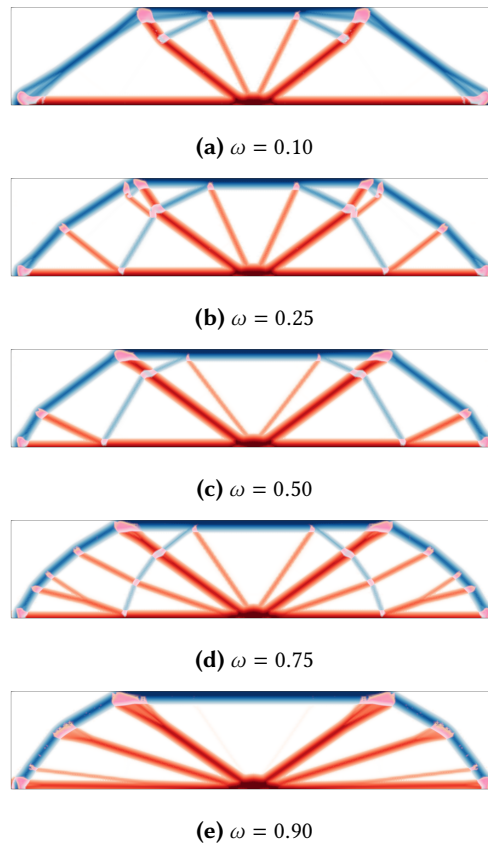 (a) ω = 0.10
(b) ω = 0.25
(c) ω = 0.50
(d) ω = 0.75
(e) ω = 0.90